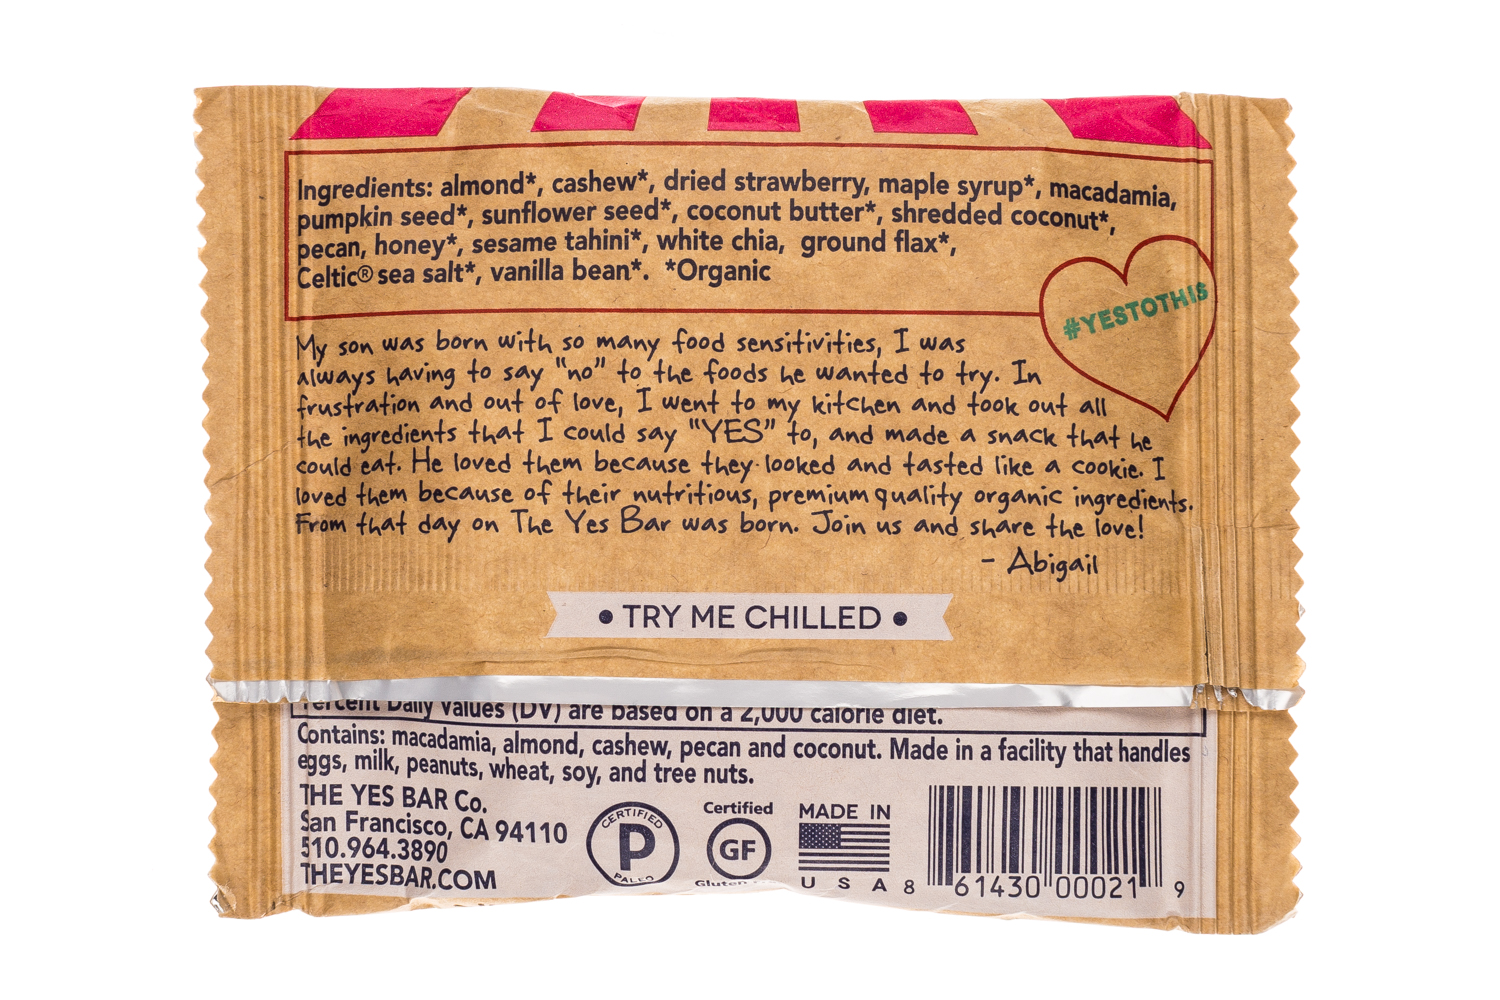 Ingredients: almond*, cashew*, dried strawberry, maple syrup*, macadamia,
pumpkin seed*, sunflower seed*, coconut butter*, shredded coconut*,
pecan, honey*, sesame tahini*, white chia, ground flax*,
Celtic® sea salt*, vanilla bean*. *Organic
#YESTOTHIS
My son was born with so many food sensitivities, I was
always having to say "no" to the foods he wanted to try. In
frustration and out of love, I went to my kitchen and took out all
the ingredients that I could say "YES" to, and made a snack that he
could eat. He loved them because they looked and tasted like a cookie. I
loved them because of their nutritious, premium quality organic ingredients.
From that day on The Yes Bar was born. Join us and share the love!
- Abigail
• TRY ME CHILLED •
Percent Daily Values (DV) are based on a 2,000 calorie diet.
Contains: macadamia, almond, cashew, pecan and coconut. Made in a facility that handles
eggs, milk, peanuts, wheat, soy, and tree nuts.
THE YES BAR Co.
San Francisco, CA 94110
510.964.3890
THEYESBAR.COM
CERTIFIED
P
PALEO
Certified
GF
Gluten
MADE IN
USA
8 61430 00021 9